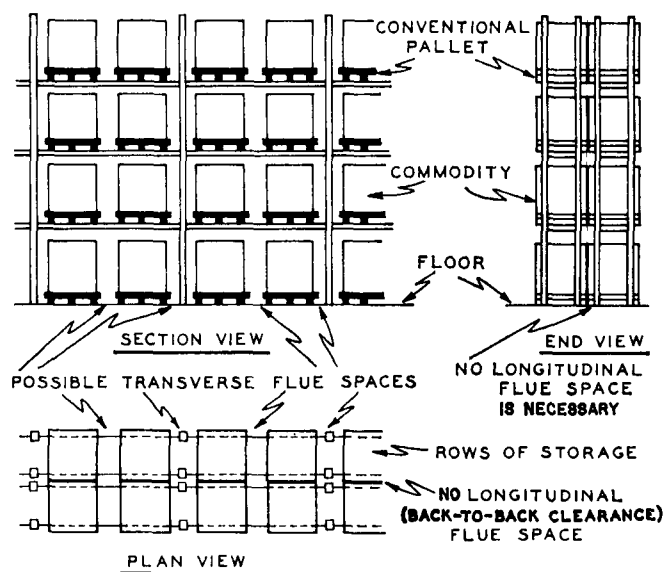 CONVENTIONAL
PALLET
COMMODITY
FLOOR
SECTION VIEW
END VIEW
POSSIBLE TRANSVERSE FLUE SPACES
NO LONGITUDINAL
FLUE SPACE
IS NECESSARY
ROWS OF STORAGE
NO LONGITUDINAL
(BACK-TO-BACK CLEARANCE)
FLUE SPACE
PLAN VIEW